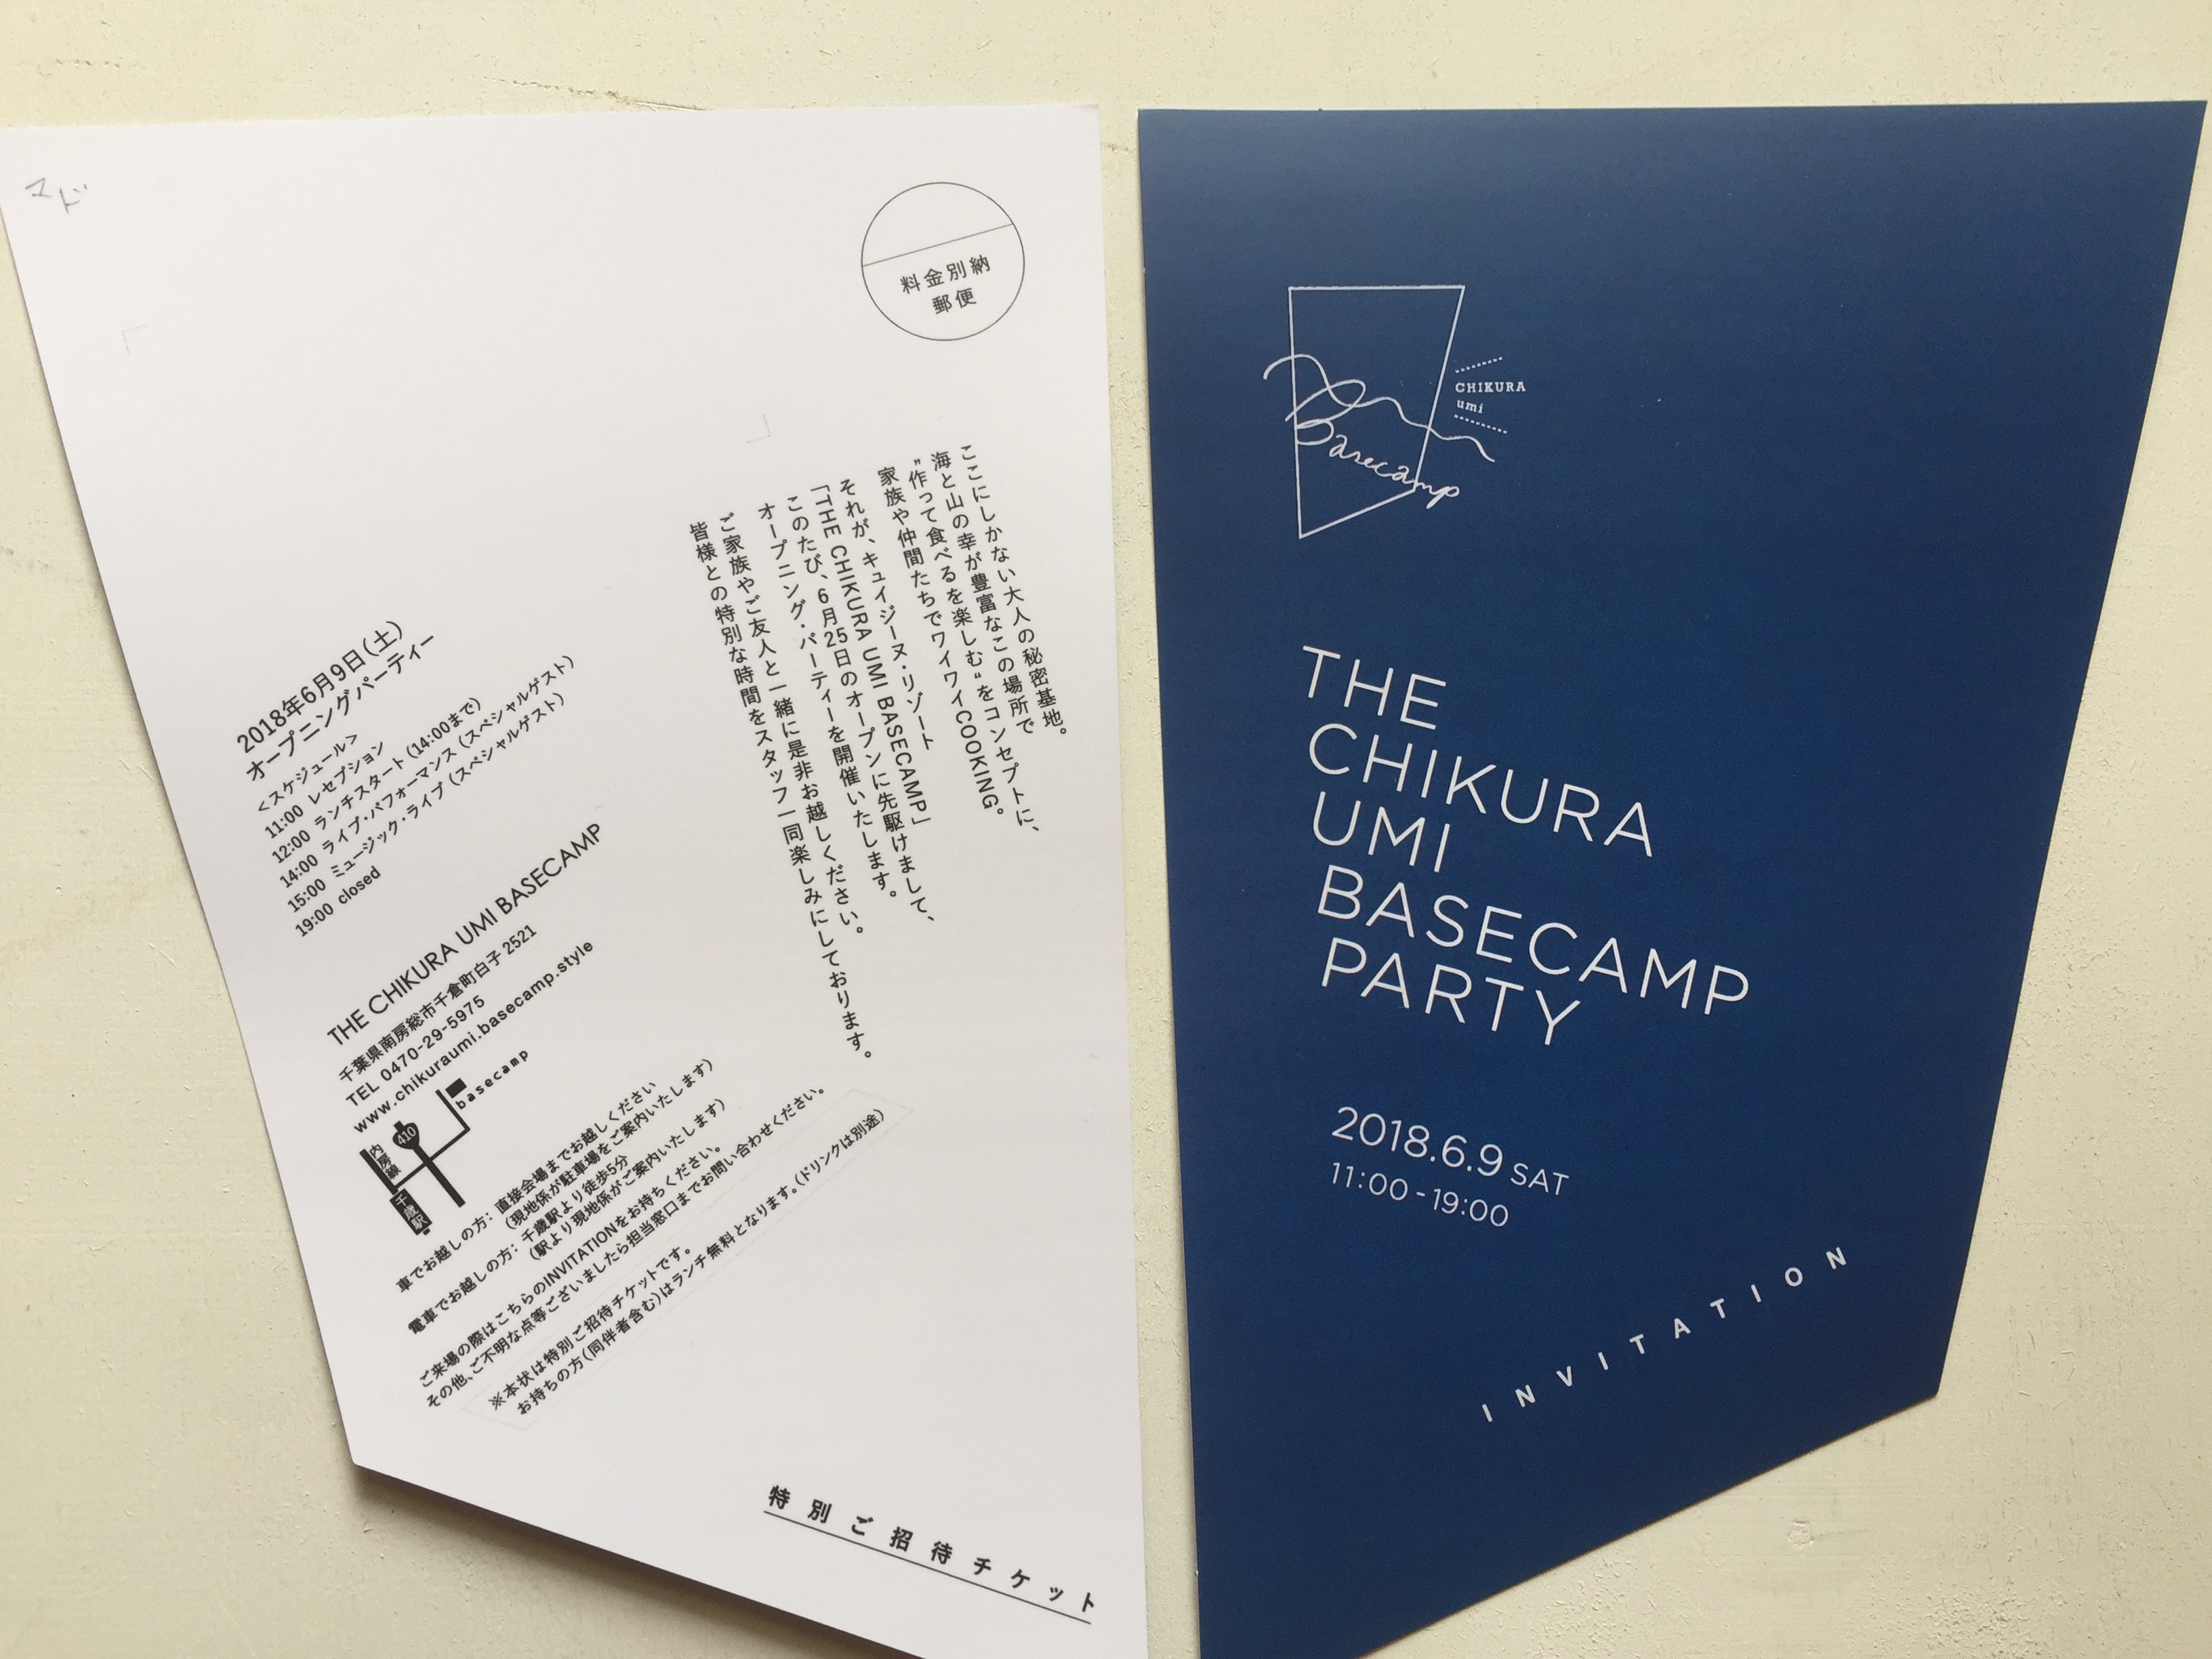 マド
料金別納
郵便
ここにしかない大人の秘密基地。
海と山の幸が豊富なこの場所で
"作って食べるを楽しむ"をコンセプトに、
家族や仲間たちでワイワイCOOKING。
それが、キュイジーヌ・リゾート
「THE CHIKURA UMI BASECAMP」
このたび、6月25日のオープンに先駆けまして、
オープニング・パーティーを開催いたします。
ご家族やご友人と一緒に是非お越しください。
皆様との特別な時間をスタッフ一同楽しみにしております。
2018年6月9日(土)
オープニングパーティー
<スケジュール>
11:00 レセプション
12:00 ランチスタート(14:00まで)
14:00 ライブ・パフォーマンス(スペシャルゲスト)
15:00 ミュージック・ライブ(スペシャルゲスト)
19:00 closed
THE CHIKURA UMI BASECAMP
千葉県南房総市千倉町白子2521
TEL 0470-29-5975
www.chikuraumi.basecamp.style
basecamp
410
内房線
千歳駅
車でお越しの方: 直接会場までお越しください
(現地係が駐車場をご案内いたします)
電車でお越しの方: 千歳駅より徒歩5分
(駅より現地係がご案内いたします)
ご来場の際はこちらのINVITATIONをお持ちください。
その他、ご不明な点等ございましたら担当窓口までお問い合わせください。
※本状は特別ご招待チケットです。
お持ちの方(同伴者含む)はランチ無料となります。(ドリンクは別途)
特別ご招待チケット
CHIKURA
umi
Basecamp
THE
CHIKURA
UMI
BASECAMP
PARTY
2018.6.9 SAT
11:00-19:00
INVITATION